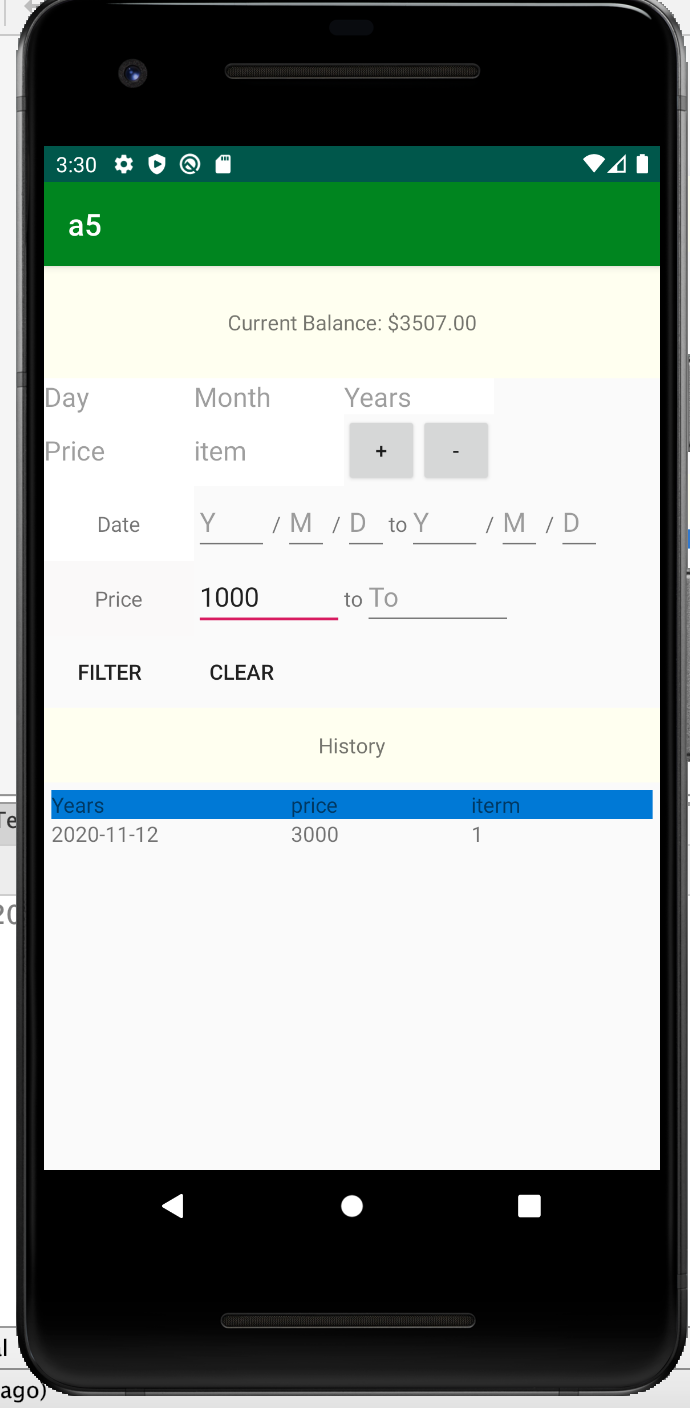 3:30
a5
Current Balance: $3507.00
Day Month Years
Price item + -
Date Y / M / D to Y / M / D
Price 1000 to To
FILTER CLEAR
History
Years price iterm
2020-11-12 3000 1
Te
20
l
ago)